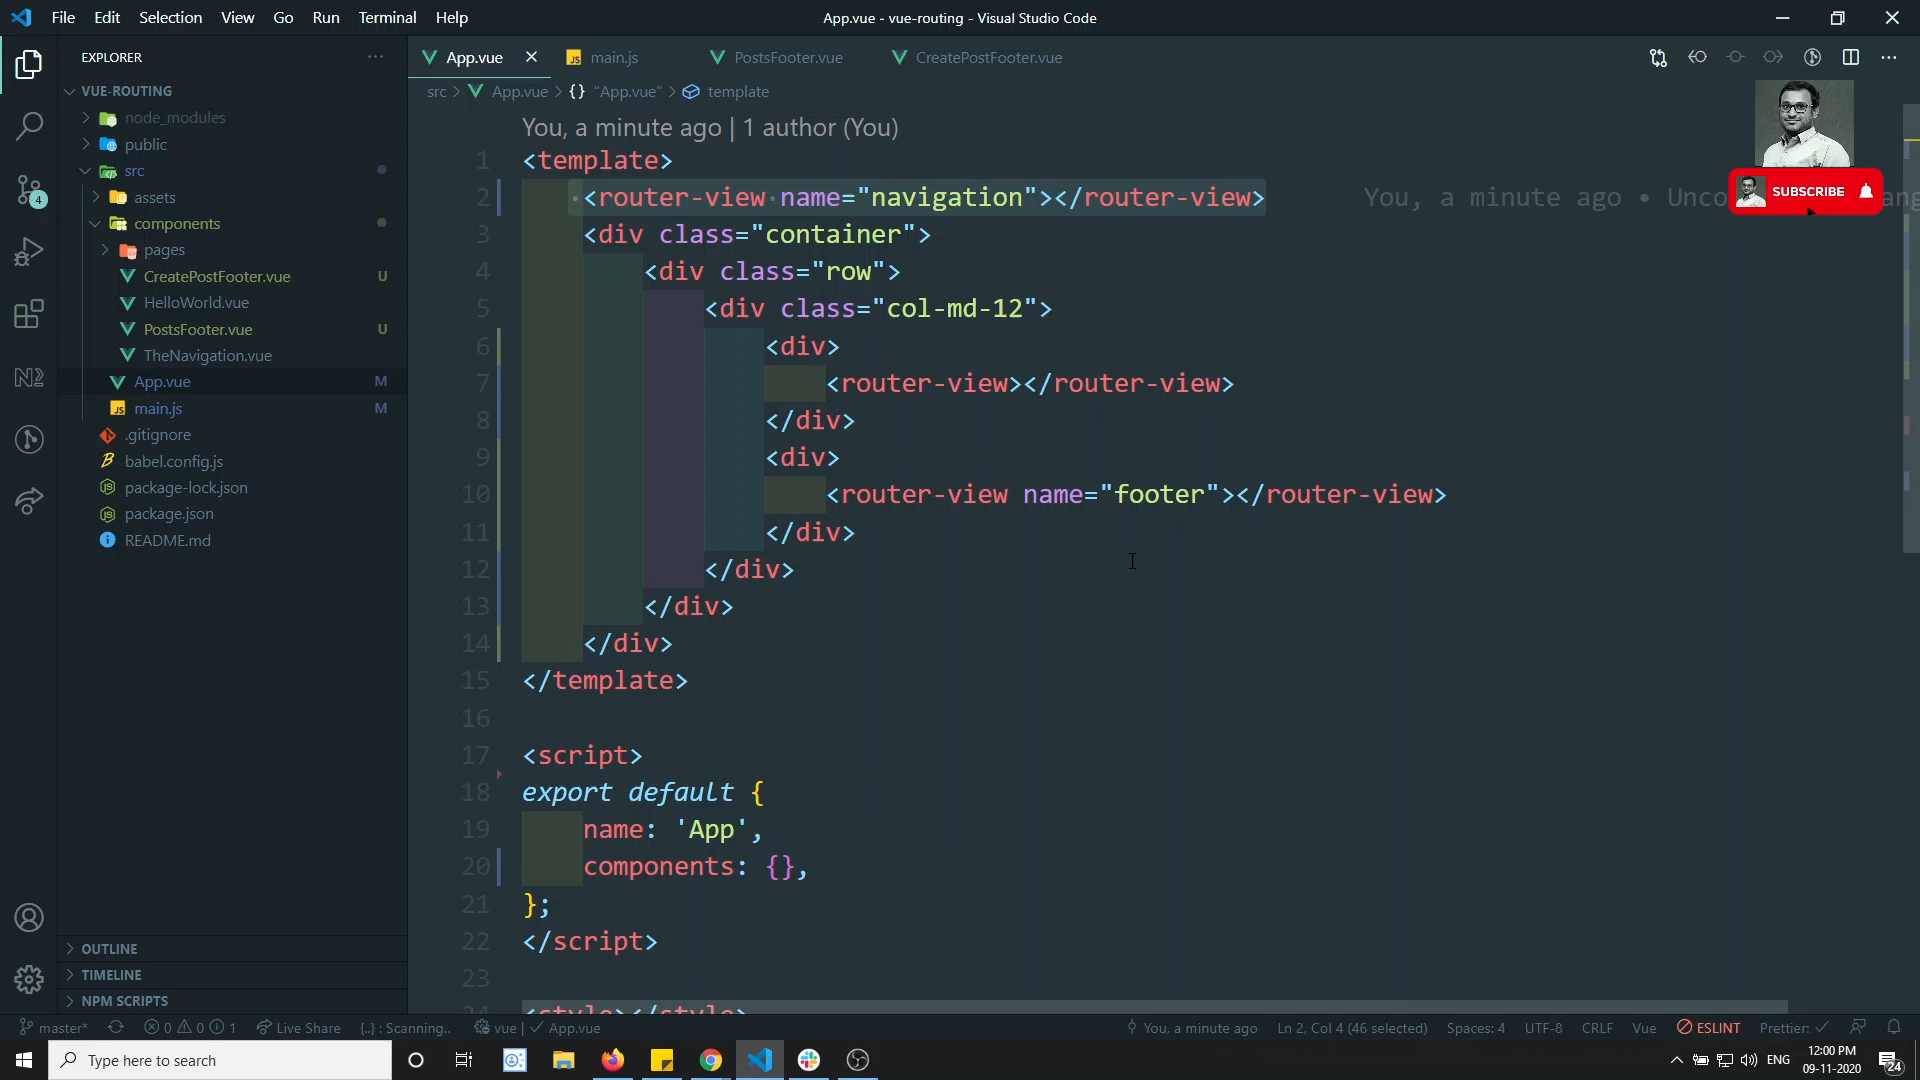 File Edit Selection View Go Run Terminal Help
App.vue - vue-routing - Visual Studio Code
EXPLORER
VUE-ROUTING
node_modules
public
src
assets
components
pages
CreatePostFooter.vue U
HelloWorld.vue
PostsFooter.vue U
TheNavigation.vue
App.vue M
main.js M
.gitignore
babel.config.js
package-lock.json
package.json
README.md
OUTLINE
TIMELINE
NPM SCRIPTS
4
App.vue
main.js
PostsFooter.vue
CreatePostFooter.vue
src > App.vue > {} "App.vue" > template
You, a minute ago | 1 author (You)
1 <template>
2 <router-view name="navigation"></router-view> You, a minute ago • Unco
3 <div class="container">
4 <div class="row">
5 <div class="col-md-12">
6 <div>
7 <router-view></router-view>
8 </div>
9 <div>
10 <router-view name="footer"></router-view>
11 </div>
12 </div>
13 </div>
14 </div>
15 </template>
16
17 <script>
18 export default {
19 name: 'App',
20 components: {},
21 };
22 </script>
23
24 <style></style>
SUBSCRIBE
master* 0 0 1 Live Share {..} : Scanning.. vue | App.vue
You, a minute ago Ln 2, Col 4 (46 selected) Spaces: 4 UTF-8 CRLF Vue ESLINT Prettier:
Type here to search
ENG
12:00 PM
09-11-2020
24